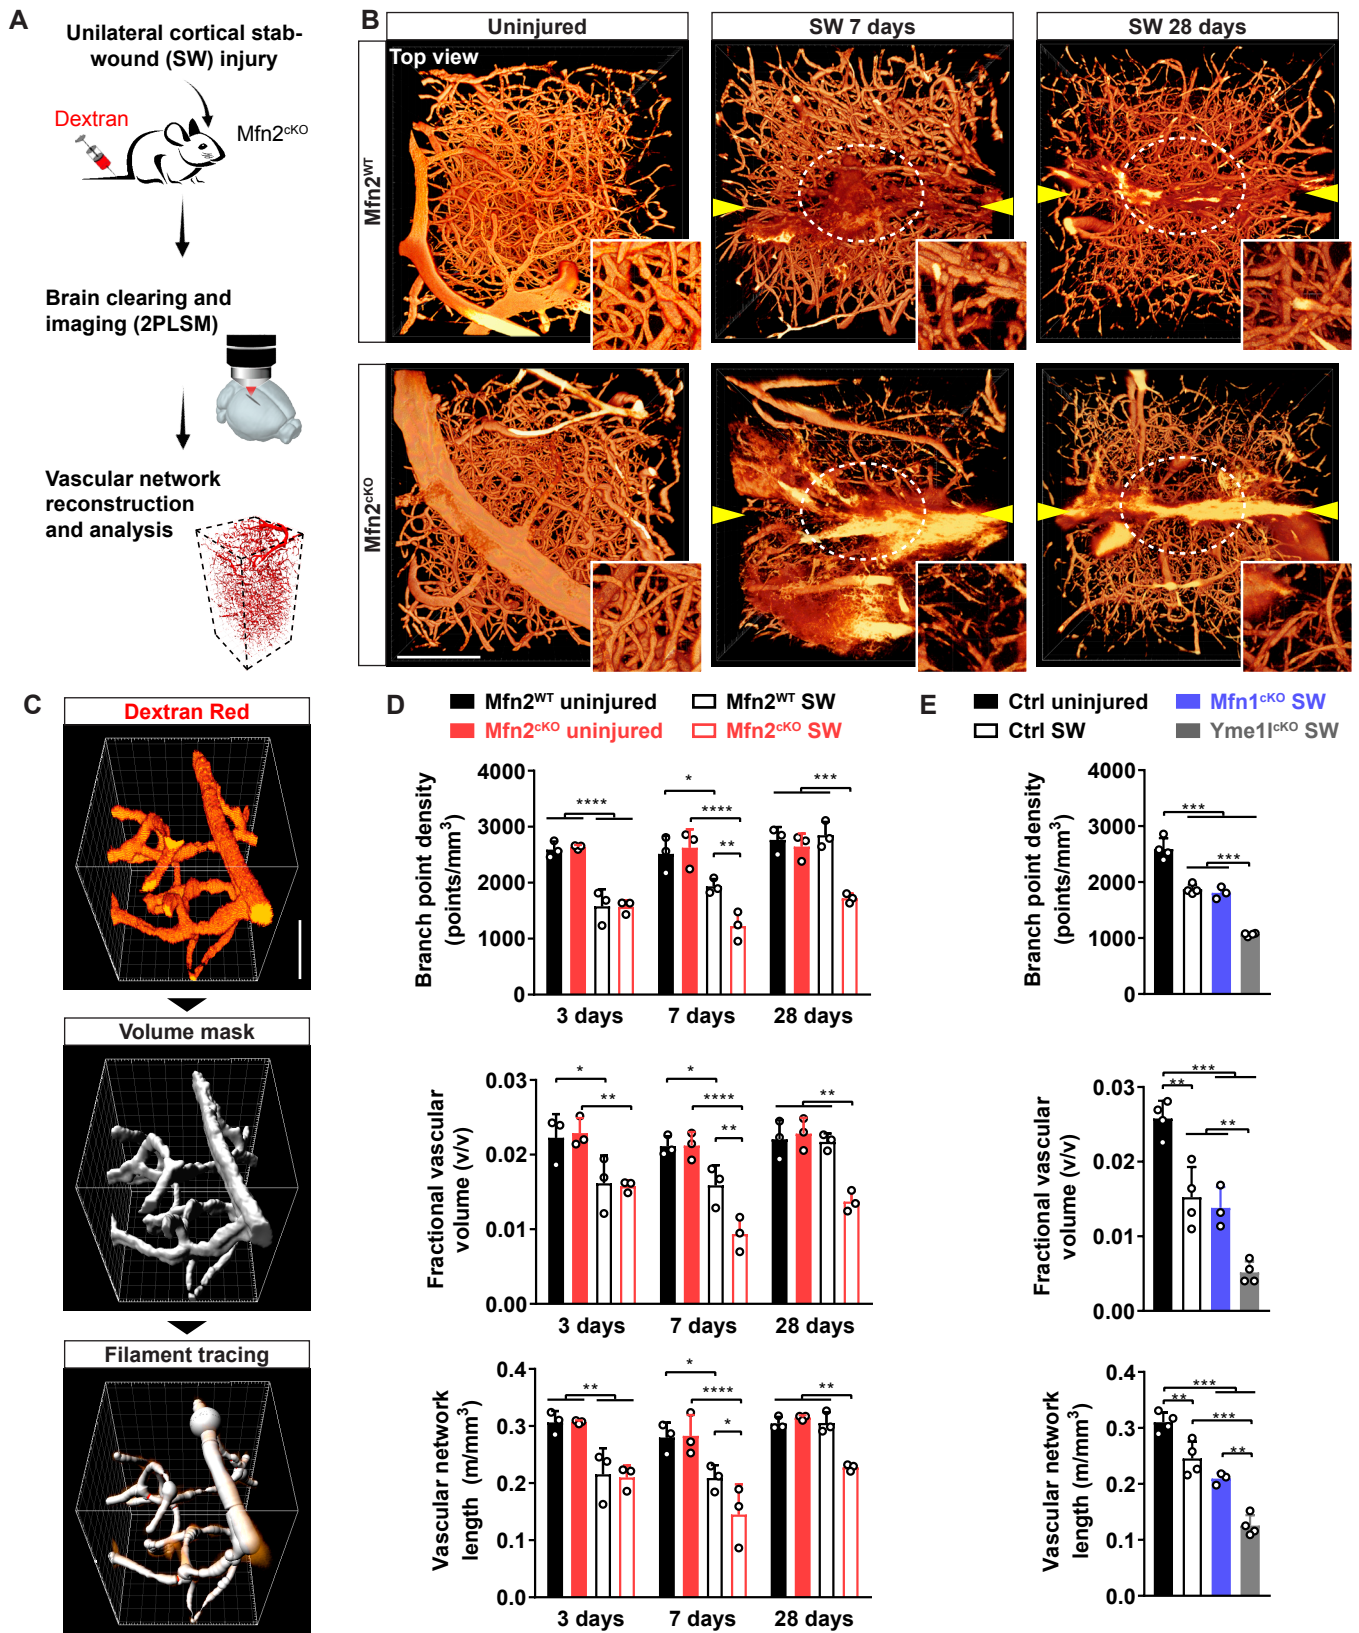 A
Unilateral cortical stab-
wound (SW) injury
Dextran
Mfn2cKO
Brain clearing and
imaging (2PLSM)
Vascular network
reconstruction
and analysis
B
Uninjured
SW 7 days
SW 28 days
Top view
Mfn2WT
Mfn2cKO
C
Dextran Red
Volume mask
Filament tracing
D
Mfn2WT uninjured
Mfn2WT SW
Mfn2cKO uninjured
Mfn2cKO SW
Branch point density
(points/mm3)
4000
3000
2000
1000
0
****
*
****
**
***
3 days
7 days
28 days
Fractional vascular
volume (v/v)
0.03
0.02
0.01
0.00
*
**
*
****
**
**
3 days
7 days
28 days
Vascular network
length (m/mm3)
0.4
0.3
0.2
0.1
0.0
**
*
****
*
**
3 days
7 days
28 days
E
Ctrl uninjured
Mfn1cKO SW
Ctrl SW
Yme1lcKO SW
Branch point density
(points/mm3)
4000
3000
2000
1000
0
***
***
Fractional vascular
volume (v/v)
0.03
0.02
0.01
0.00
***
**
**
Vascular network
length (m/mm3)
0.4
0.3
0.2
0.1
0.0
***
**
***
**